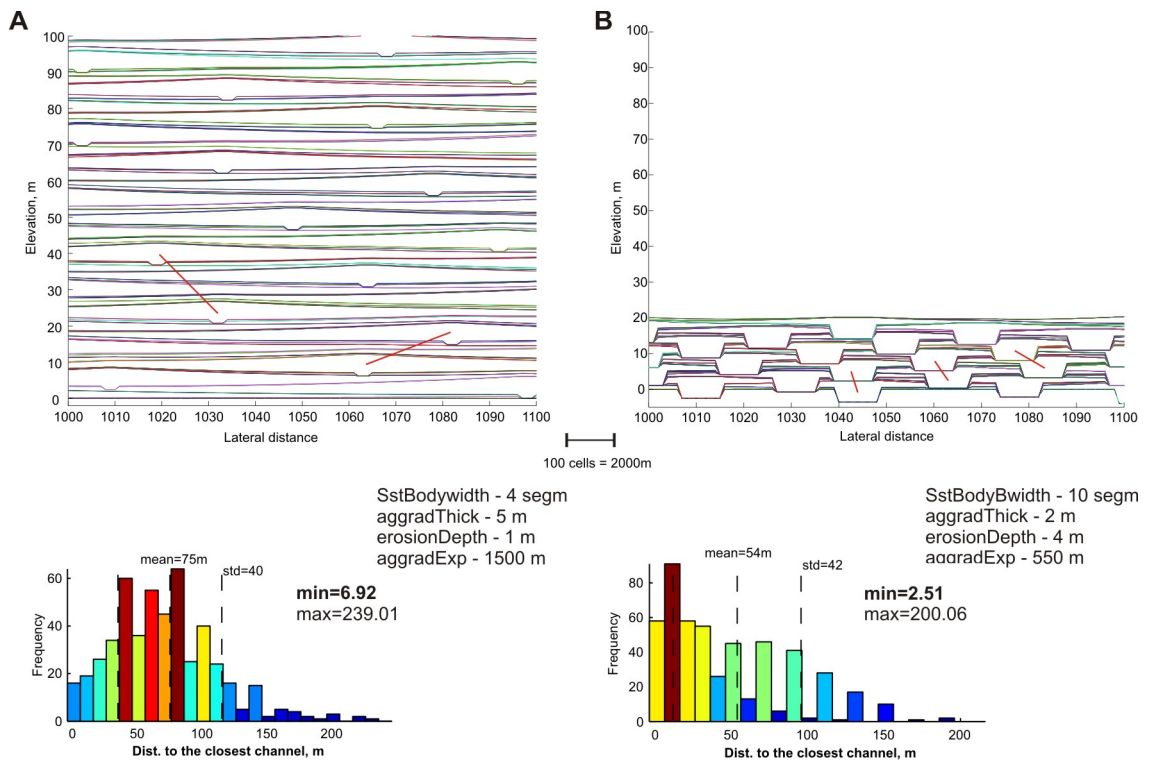 A
B
100
90
80
70
60
50
40
30
20
10
0
Elevation, m
1000 1010 1020 1030 1040 1050 1060 1070 1080 1090 1100
Lateral distance
100
90
80
70
60
50
40
30
20
10
0
Elevation, m
1000 1010 1020 1030 1040 1050 1060 1070 1080 1090 1100
Lateral distance
100 cells = 2000m
SstBodywidth - 4 segm
aggradThick - 5 m
erosionDepth - 1 m
aggradExp - 1500 m
mean=75m
std=40
min=6.92
max=239.01
60
40
20
0
Frequency
0 50 100 150 200
Dist. to the closest channel, m
SstBodyBwidth - 10 segm
aggradThick - 2 m
erosionDepth - 4 m
aggradExp - 550 m
mean=54m
std=42
min=2.51
max=200.06
80
60
40
20
0
Frequency
0 50 100 150 200
Dist. to the closest channel, m